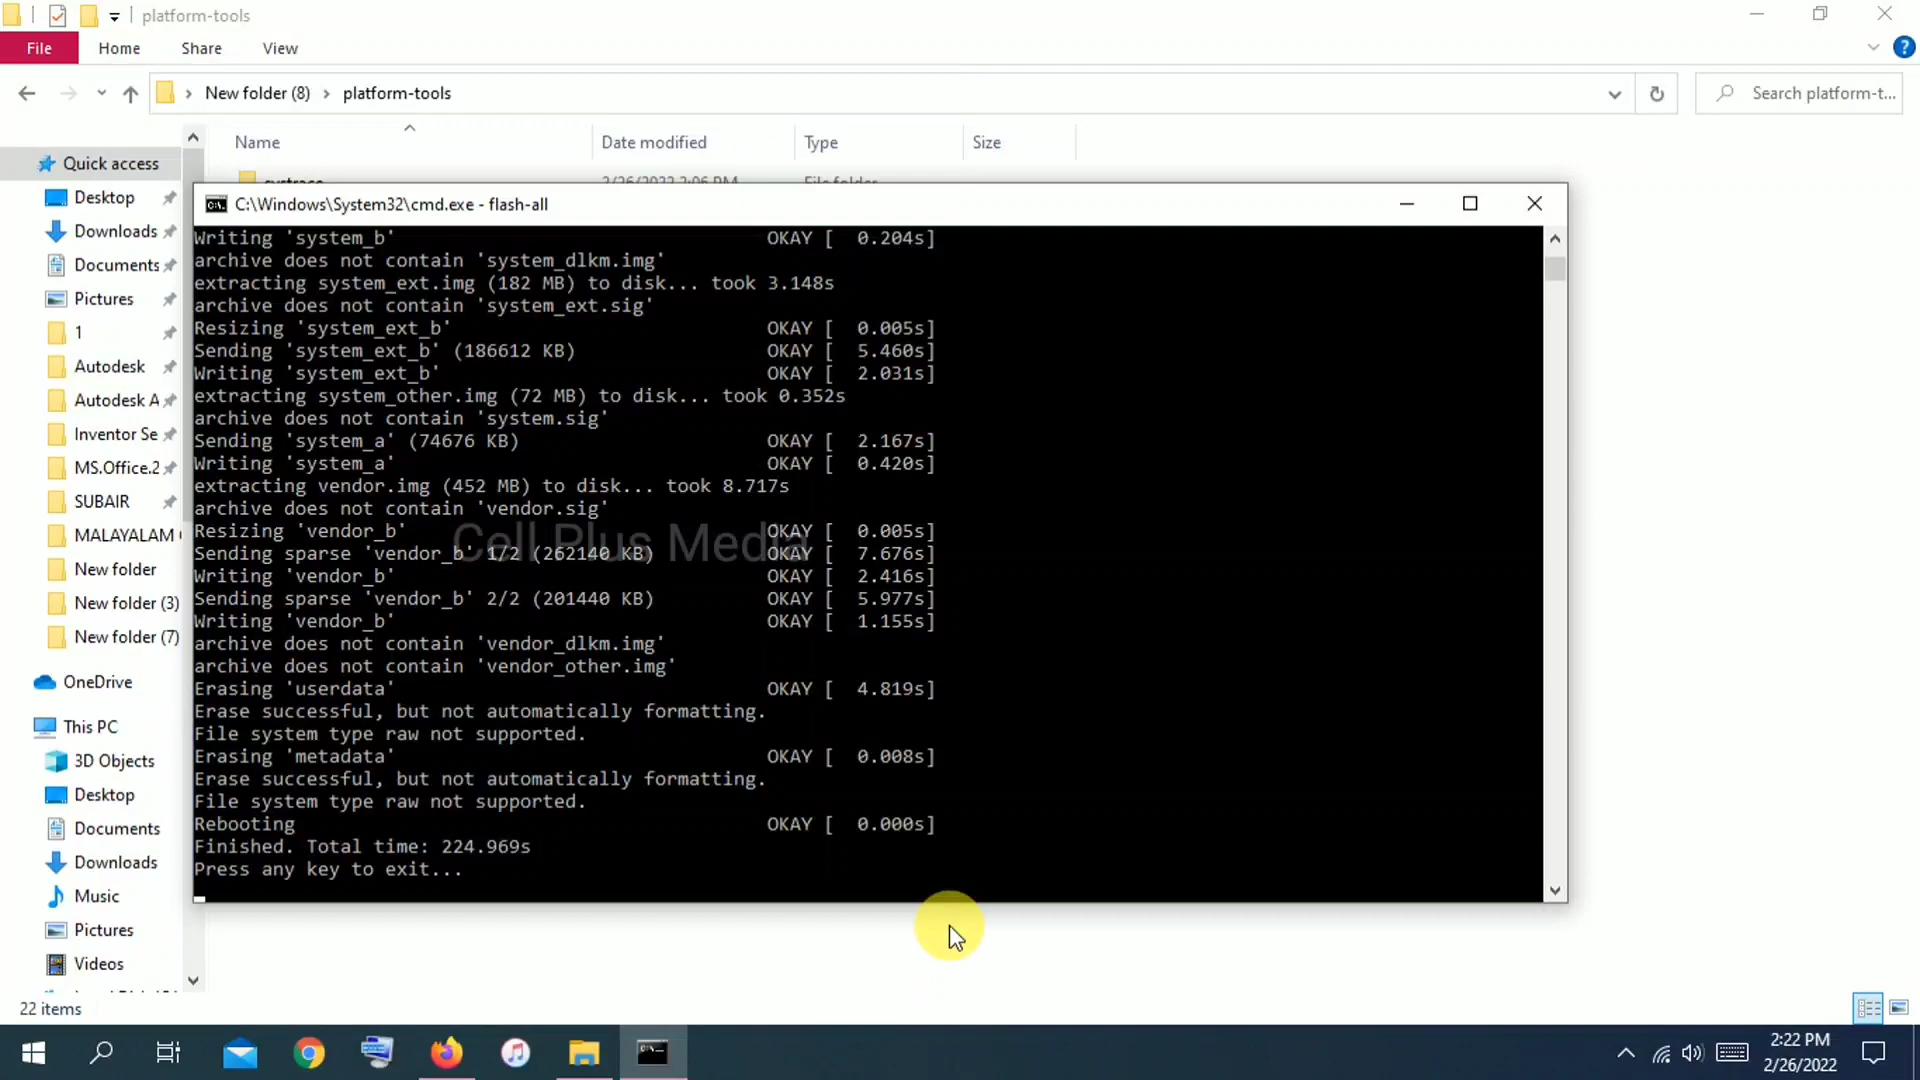 platform-tools
File Home Share View
New folder (8) › platform-tools
Search platform-t...
Name Date modified Type Size
Quick access
Desktop
Downloads
Documents
Pictures
1
Autodesk
Autodesk A
Inventor Se
MS.Office.2
SUBAIR
MALAYALAM
New folder
New folder (3)
New folder (7)
OneDrive
This PC
3D Objects
Desktop
Documents
Downloads
Music
Pictures
Videos
systrace 2/26/2022 2:06 PM File folder
C:\Windows\System32\cmd.exe - flash-all
Writing 'system_b' OKAY [ 0.204s]
archive does not contain 'system_dlkm.img'
extracting system_ext.img (182 MB) to disk... took 3.148s
archive does not contain 'system_ext.sig'
Resizing 'system_ext_b' OKAY [ 0.005s]
Sending 'system_ext_b' (186612 KB) OKAY [ 5.460s]
Writing 'system_ext_b' OKAY [ 2.031s]
extracting system_other.img (72 MB) to disk... took 0.352s
archive does not contain 'system.sig'
Sending 'system_a' (74676 KB) OKAY [ 2.167s]
Writing 'system_a' OKAY [ 0.420s]
extracting vendor.img (452 MB) to disk... took 8.717s
archive does not contain 'vendor.sig'
Resizing 'vendor_b' OKAY [ 0.005s]
Cell Plus Media
Sending sparse 'vendor_b' 1/2 (262140 KB) OKAY [ 7.676s]
Writing 'vendor_b' OKAY [ 2.416s]
Sending sparse 'vendor_b' 2/2 (201440 KB) OKAY [ 5.977s]
Writing 'vendor_b' OKAY [ 1.155s]
archive does not contain 'vendor_dlkm.img'
archive does not contain 'vendor_other.img'
Erasing 'userdata' OKAY [ 4.819s]
Erase successful, but not automatically formatting.
File system type raw not supported.
Erasing 'metadata' OKAY [ 0.008s]
Erase successful, but not automatically formatting.
File system type raw not supported.
Rebooting OKAY [ 0.000s]
Finished. Total time: 224.969s
Press any key to exit...
22 items
2:22 PM
2/26/2022